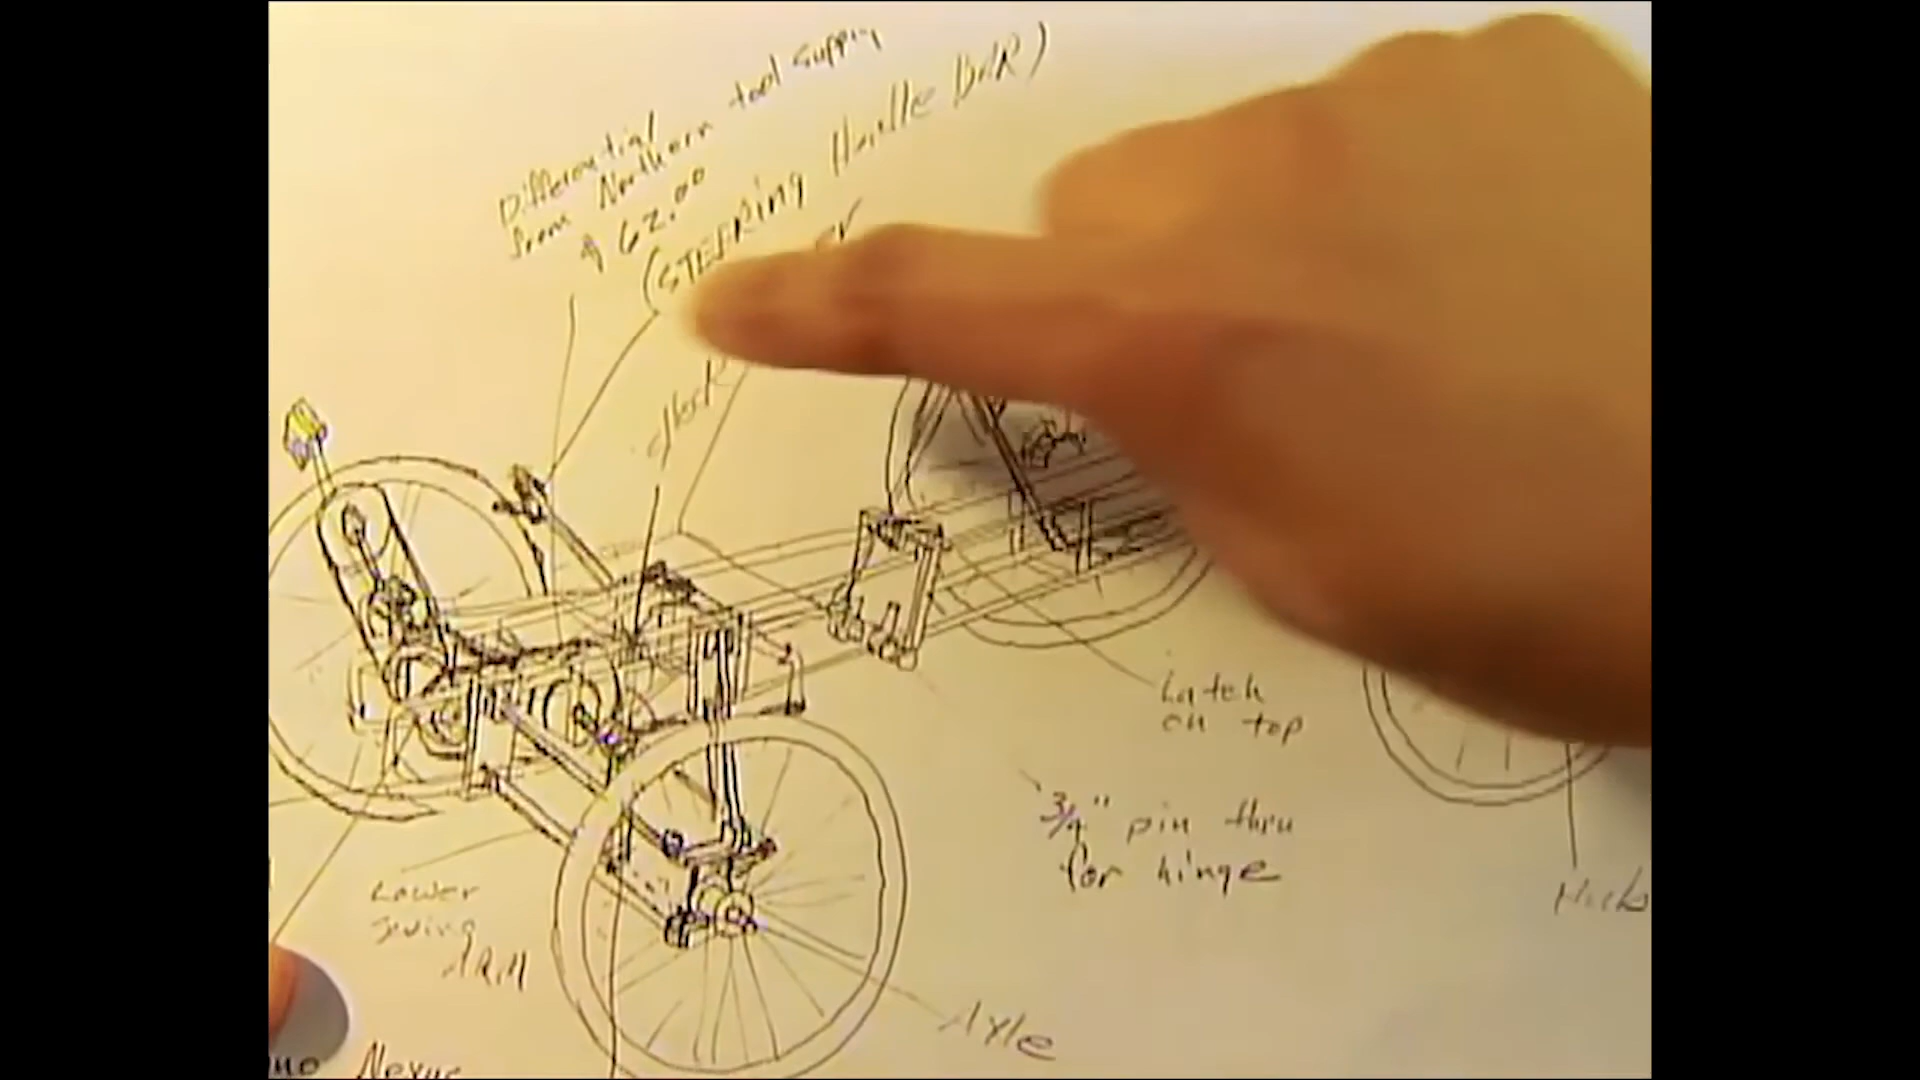 Differential
from Northern tool supply
$62.00
(STEERing Handle BAR)
Latch
on top
3/4" pin thru
for hinge
Lower
swing
ARM
Axle
Nexus